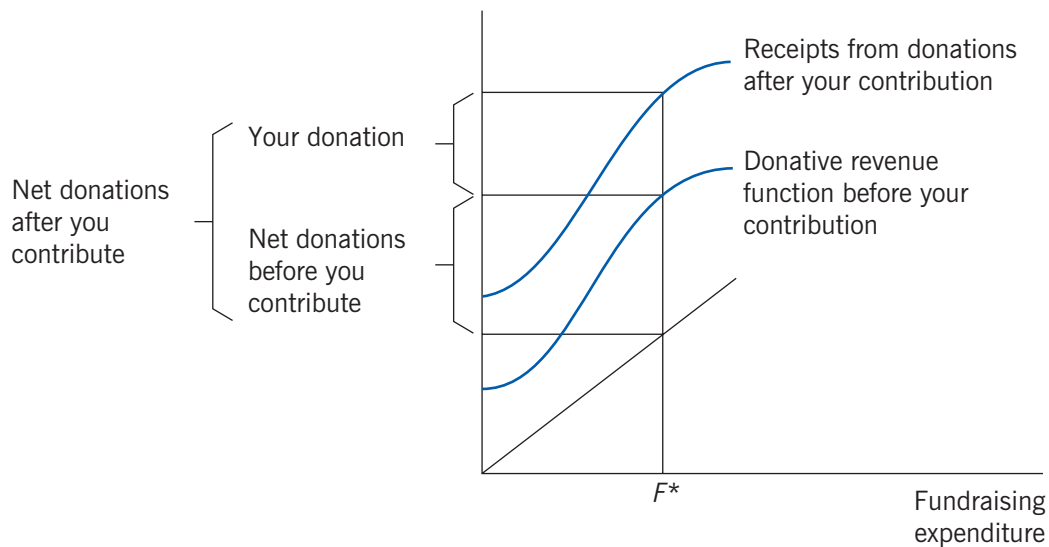 Receipts from donations
after your contribution
Your donation
Donative revenue
function before your
contribution
Net donations
after you
contribute
Net donations
before you
contribute
F*
Fundraising
expenditure